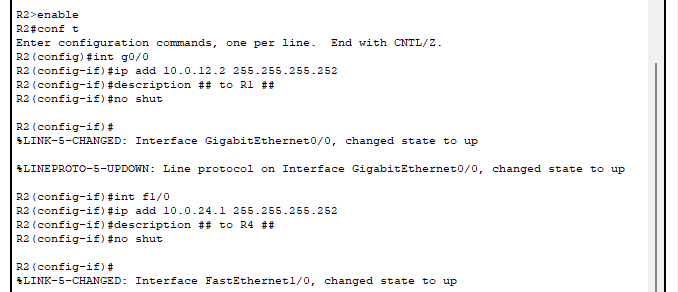 R2>enable
R2#conf t
Enter configuration commands, one per line.  End with CNTL/Z.
R2(config)#int g0/0
R2(config-if)#ip add 10.0.12.2 255.255.255.252
R2(config-if)#description ## to R1 ##
R2(config-if)#no shut
R2(config-if)#
%LINK-5-CHANGED: Interface GigabitEthernet0/0, changed state to up
%LINEPROTO-5-UPDOWN: Line protocol on Interface GigabitEthernet0/0, changed state to up
R2(config-if)#int f1/0
R2(config-if)#ip add 10.0.24.1 255.255.255.252
R2(config-if)#description ## to R4 ##
R2(config-if)#no shut
R2(config-if)#
%LINK-5-CHANGED: Interface FastEthernet1/0, changed state to up